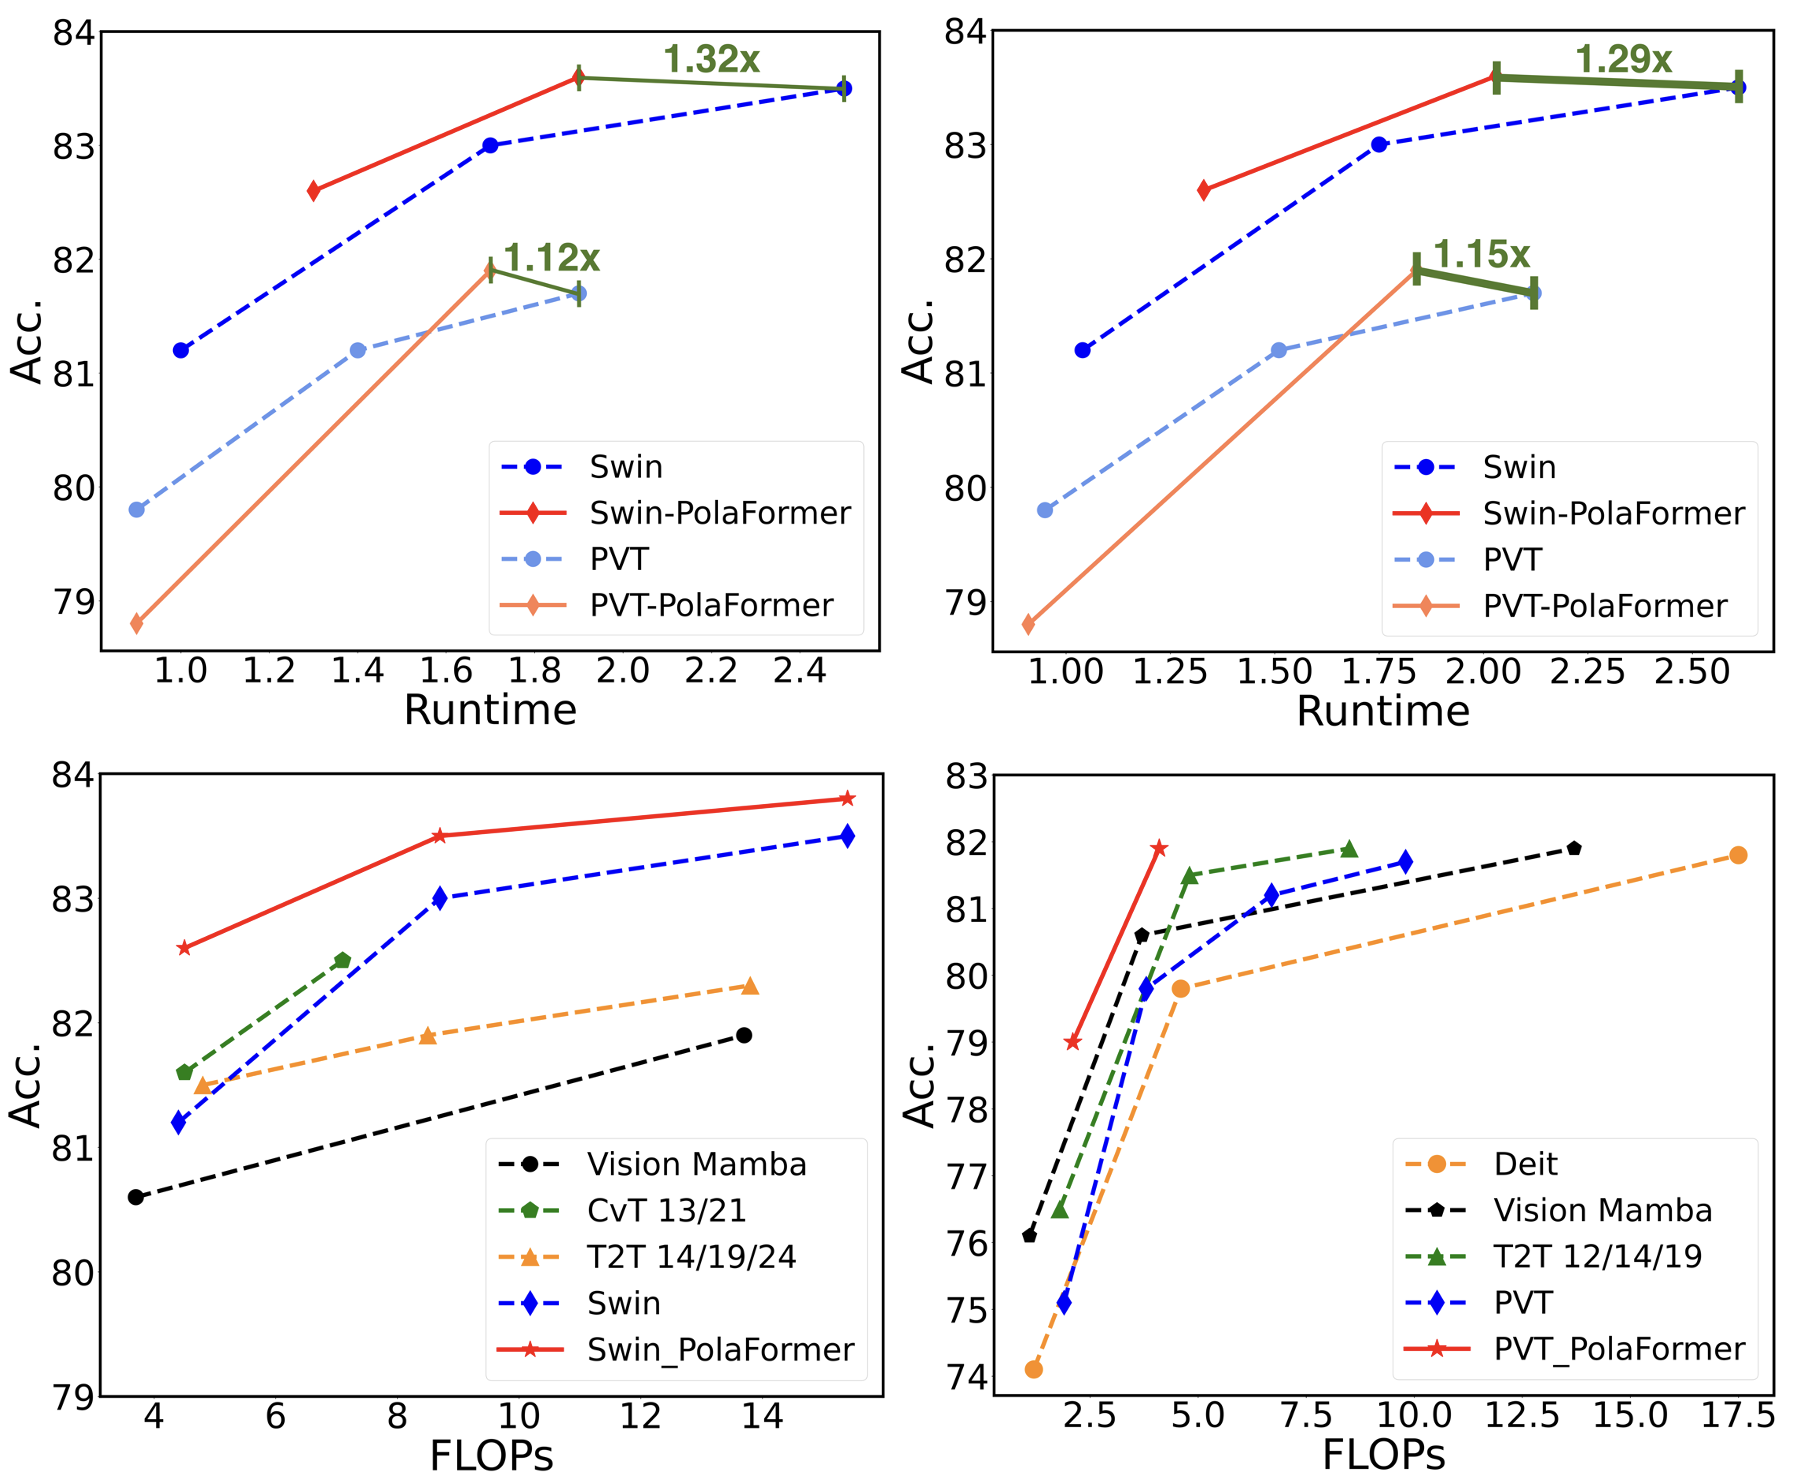 84
83
82
81
80
79
Acc.
1.32x
1.12x
Swin
Swin-PolaFormer
PVT
PVT-PolaFormer
1.0 1.2 1.4 1.6 1.8 2.0 2.2 2.4
Runtime
84
83
82
81
80
79
Acc.
1.29x
1.15x
Swin
Swin-PolaFormer
PVT
PVT-PolaFormer
1.00 1.25 1.50 1.75 2.00 2.25 2.50
Runtime
84
83
82
81
80
79
Acc.
Vision Mamba
CvT 13/21
T2T 14/19/24
Swin
Swin_PolaFormer
4 6 8 10 12 14
FLOPs
83
82
81
80
79
78
77
76
75
74
Acc.
Deit
Vision Mamba
T2T 12/14/19
PVT
PVT_PolaFormer
2.5 5.0 7.5 10.0 12.5 15.0 17.5
FLOPs